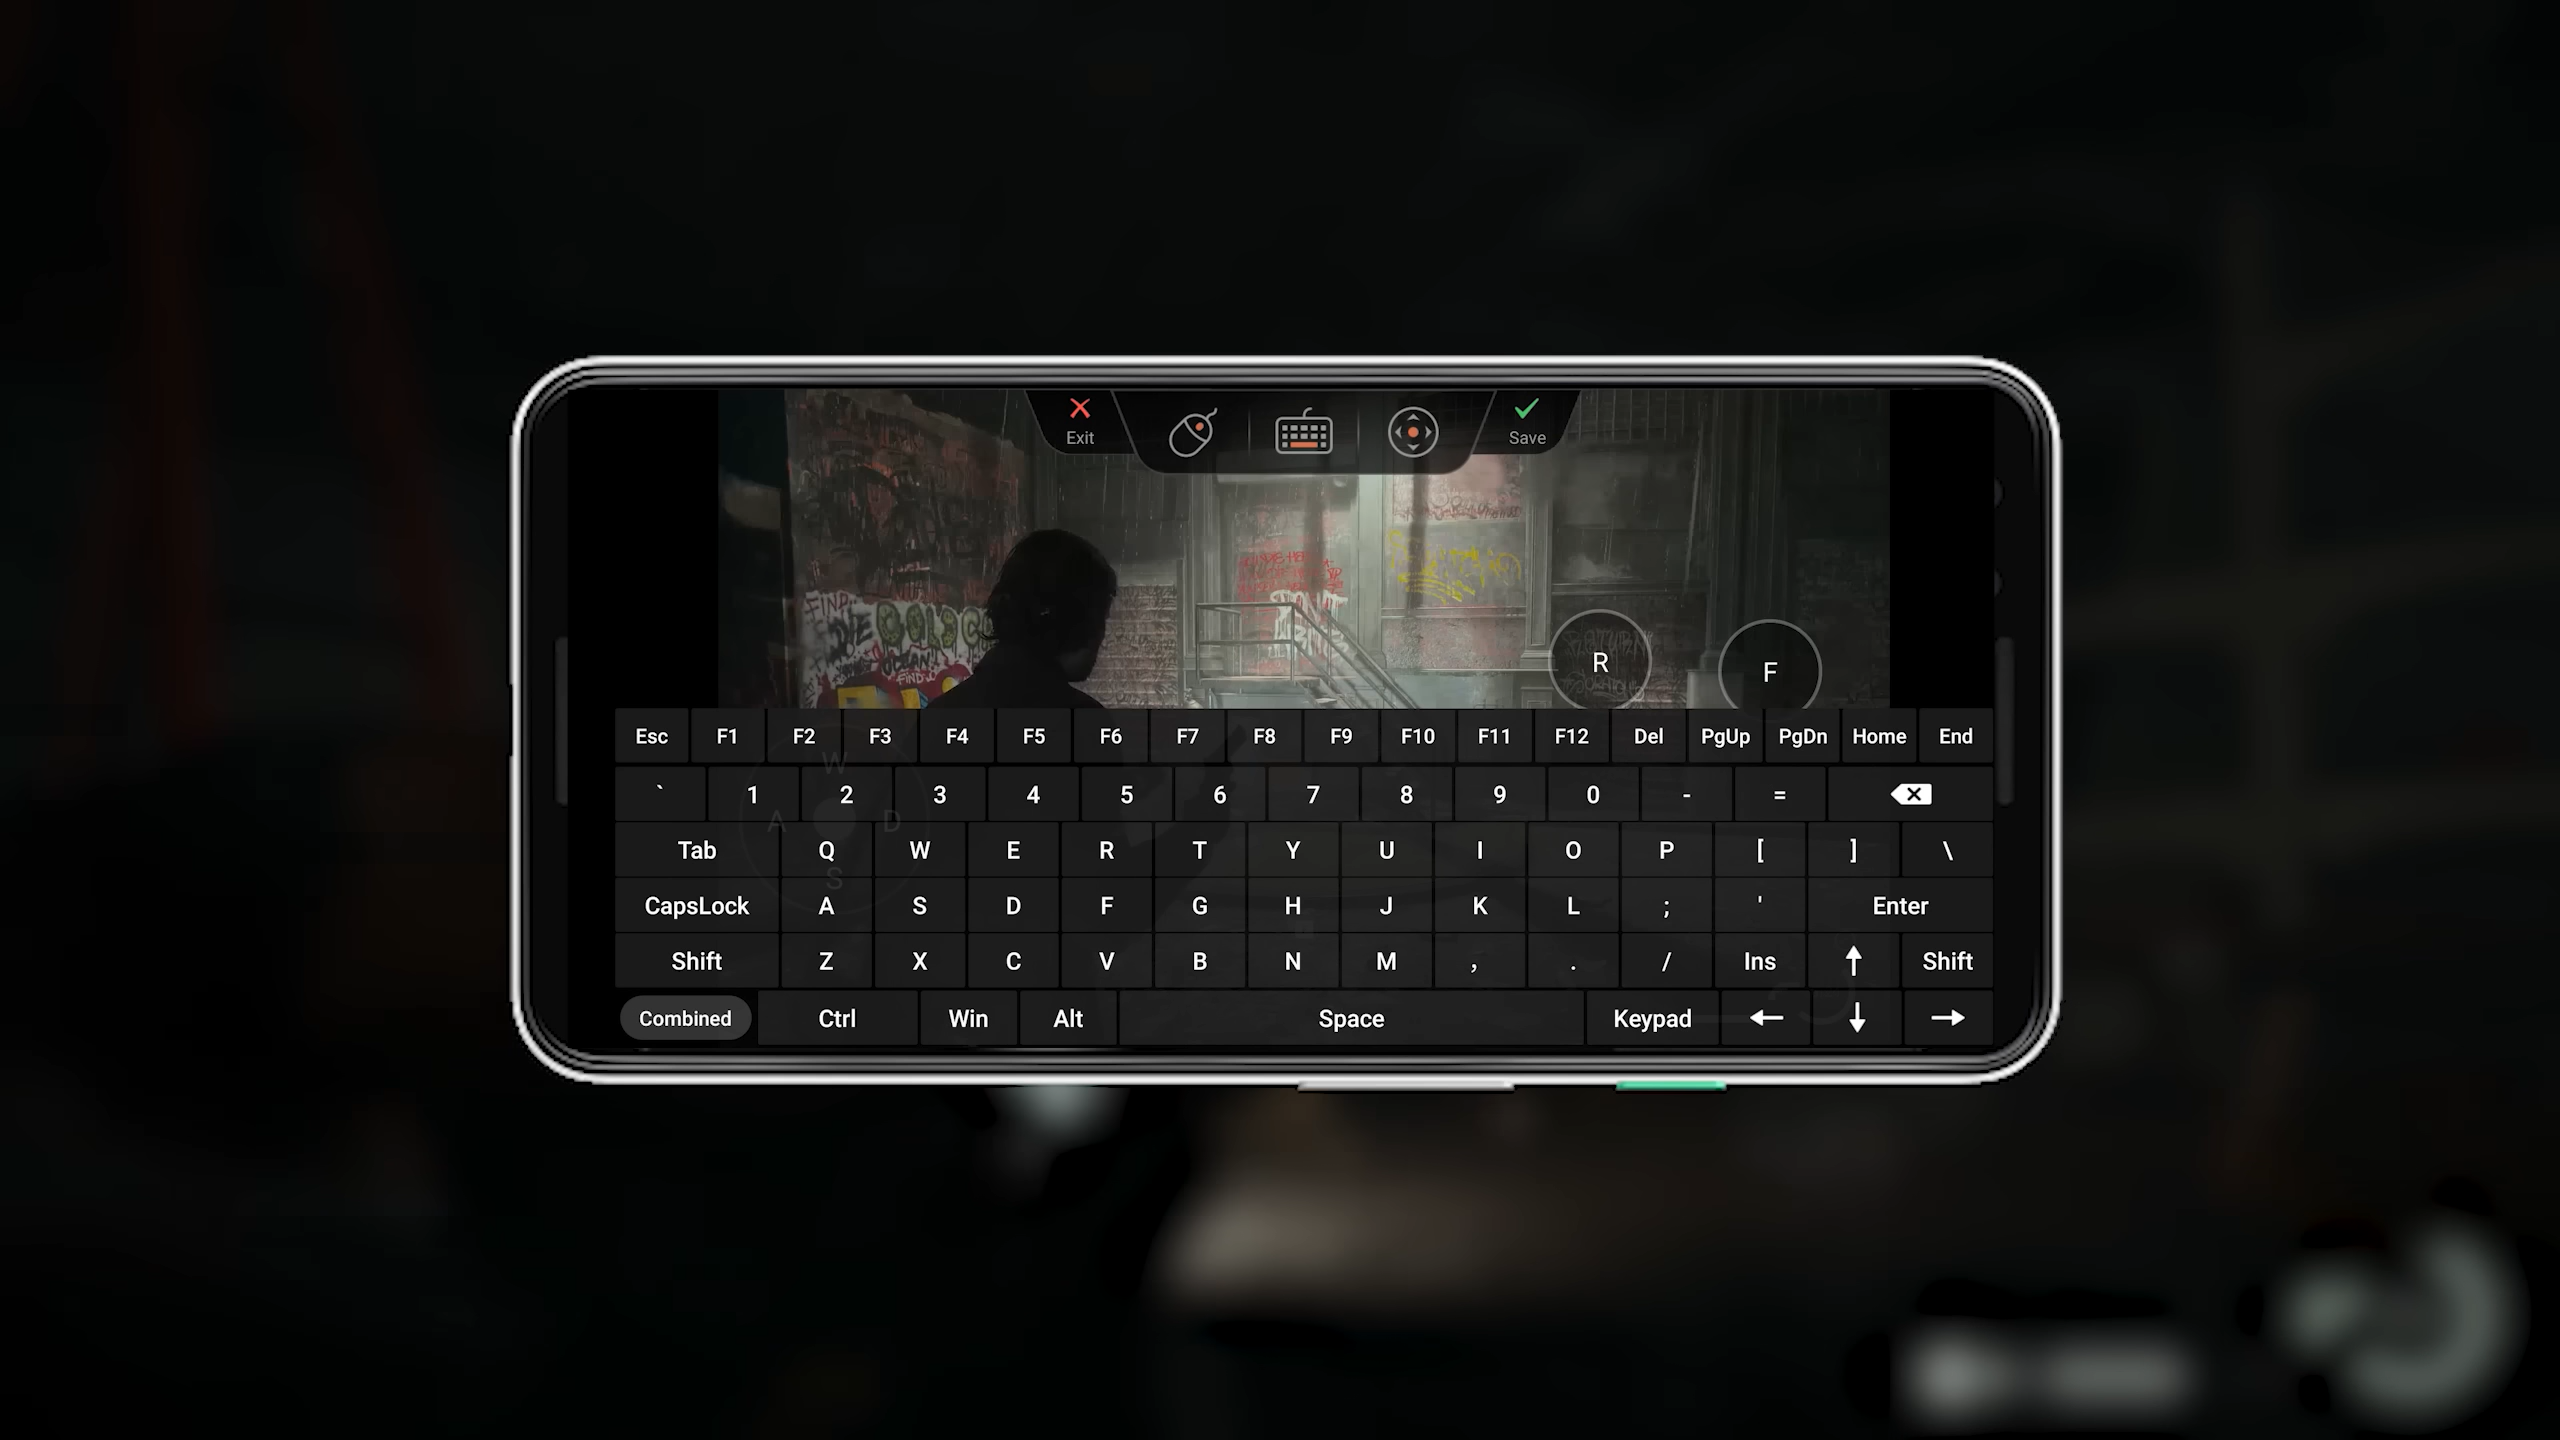 Exit
Save
FIND
FIND
R
F
Esc F1 F2 F3 F4 F5 F6 F7 F8 F9 F10 F11 F12 Del PgUp PgDn Home End
W
` 1 2 3 4 5 6 7 8 9 0 - =
A D
Tab Q W E R T Y U I O P [ ] \
S
CapsLock A S D F G H J K L ; ' Enter
Shift Z X C V B N M , . / Ins ↑ Shift
Combined Ctrl Win Alt Space Keypad ← ↓ →